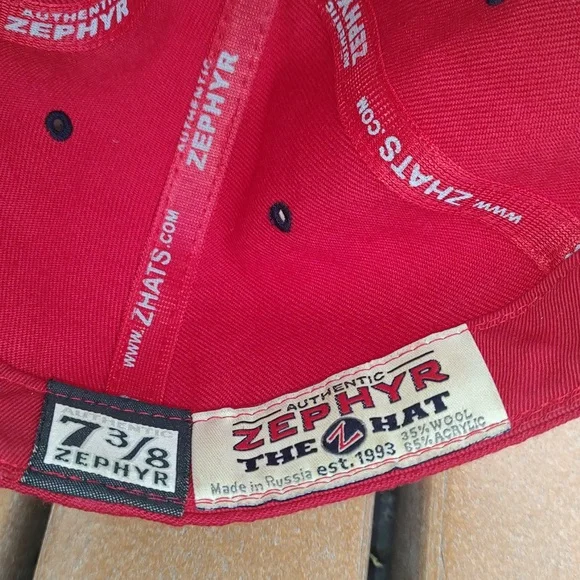 AUTHENTIC
ZEPHYR
AUTHENTIC
ZEPHYR
www.ZHATS.com
ZEPHYR
www.ZHATS.com
AUTHENTIC
7 3/8
ZEPHYR
AUTHENTIC
ZEPHYR
THE Z HAT
est. 1993
35% WOOL
65% ACRYLIC
Made in Russia